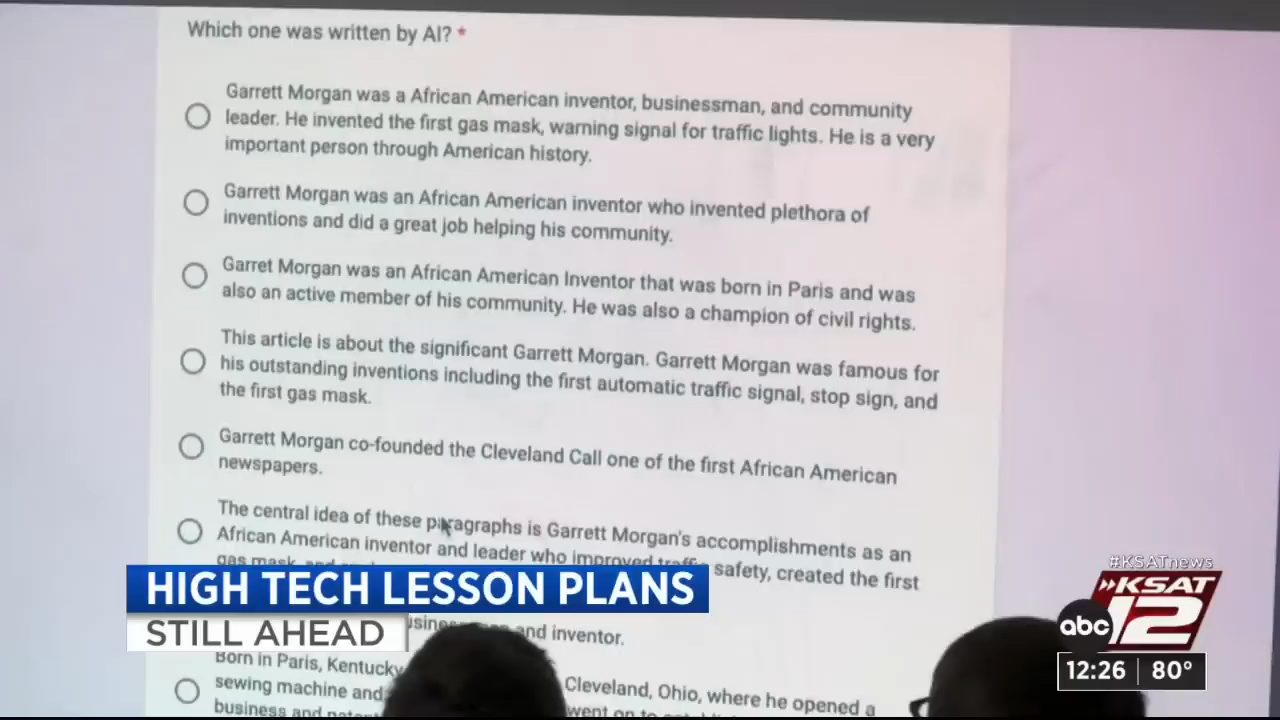 Which one was written by AI? *
Garrett Morgan was a African American inventor, businessman, and community
leader. He invented the first gas mask, warning signal for traffic lights. He is a very
important person through American history.
Garrett Morgan was an African American inventor who invented plethora of
inventions and did a great job helping his community.
Garret Morgan was an African American Inventor that was born in Paris and was
also an active member of his community. He was also a champion of civil rights.
This article is about the significant Garrett Morgan. Garrett Morgan was famous for
his outstanding inventions including the first automatic traffic signal, stop sign, and
the first gas mask.
Garrett Morgan co-founded the Cleveland Call one of the first African American
newspapers.
The central idea of these paragraphs is Garrett Morgan's accomplishments as an
African American inventor and leader who improved traffic safety, created the first
gas mask, and
and inventor.
Born in Paris, Kentucky
Cleveland, Ohio, where he opened a
sewing machine and
business and
went on to
HIGH TECH LESSON PLANS
STILL AHEAD
#KSATnews
KSAT
abc 12
12:26 80°